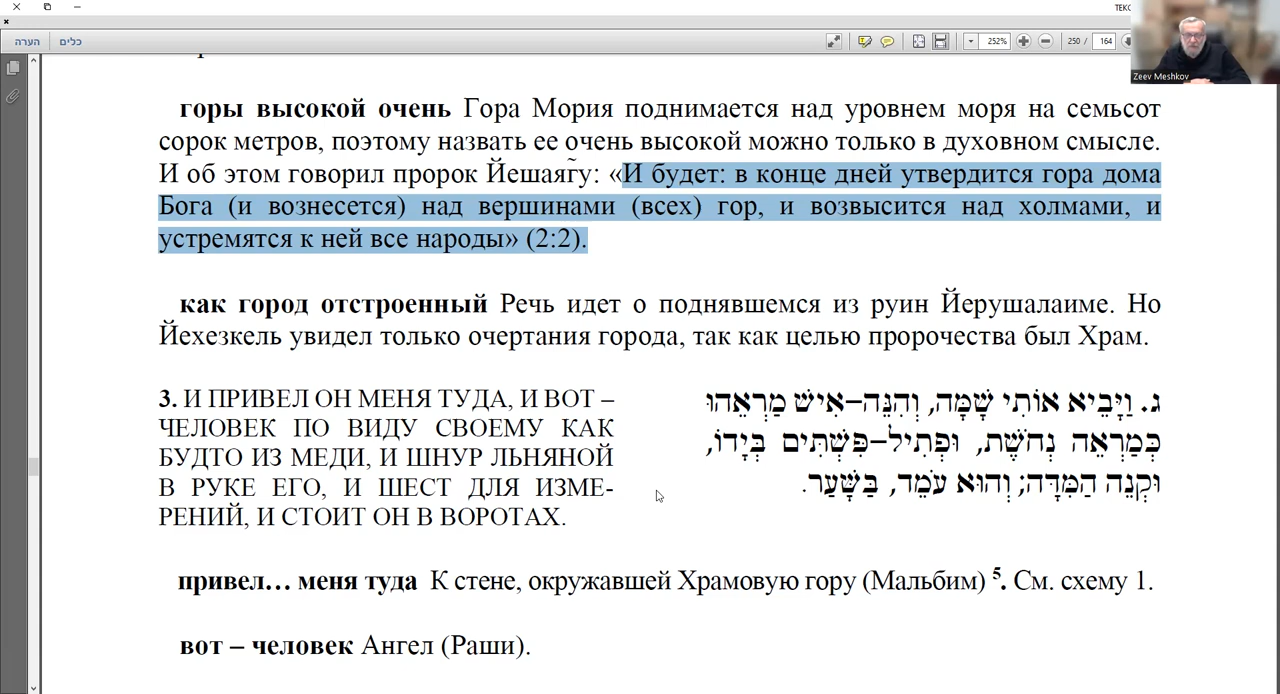 ТЕКС
הערה
כלים
252%
250 /
164
Zeev Meshkov
горы высокой очень Гора Мория поднимается над уровнем моря на семьсот
сорок метров, поэтому назвать ее очень высокой можно только в духовном смысле.
И об этом говорил пророк Йешаяг̃у: «И будет: в конце дней утвердится гора дома
Бога (и вознесется) над вершинами (всех) гор, и возвысится над холмами, и
устремятся к ней все народы» (2:2).
как город отстроенный Речь идет о поднявшемся из руин Йерушалаиме. Но
Йехезкель увидел только очертания города, так как целью пророчества был Храм.
3. И ПРИВЕЛ ОН МЕНЯ ТУДА, И ВОТ –
ЧЕЛОВЕК ПО ВИДУ СВОЕМУ КАК
БУДТО ИЗ МЕДИ, И ШНУР ЛЬНЯНОЙ
В РУКЕ ЕГО, И ШЕСТ ДЛЯ ИЗМЕ-
РЕНИЙ, И СТОИТ ОН В ВОРОТАХ.
ג. וַיָּבֵיא אוֹתִי שָׁמָּה, וְהִנֵּה–אִישׁ מַרְאֵהוּ
כְּמַרְאֵה נְחֹשֶׁת, וּפְתִיל–פִּשְׁתִּים בְּיָדוֹ,
וּקְנֵה הַמִּדָּה; וְהוּא עֹמֵד, בַּשָּׁעַר.
привел… меня туда К стене, окружавшей Храмовую гору (Мальбим) ⁵. См. схему 1.
вот – человек Ангел (Раши).